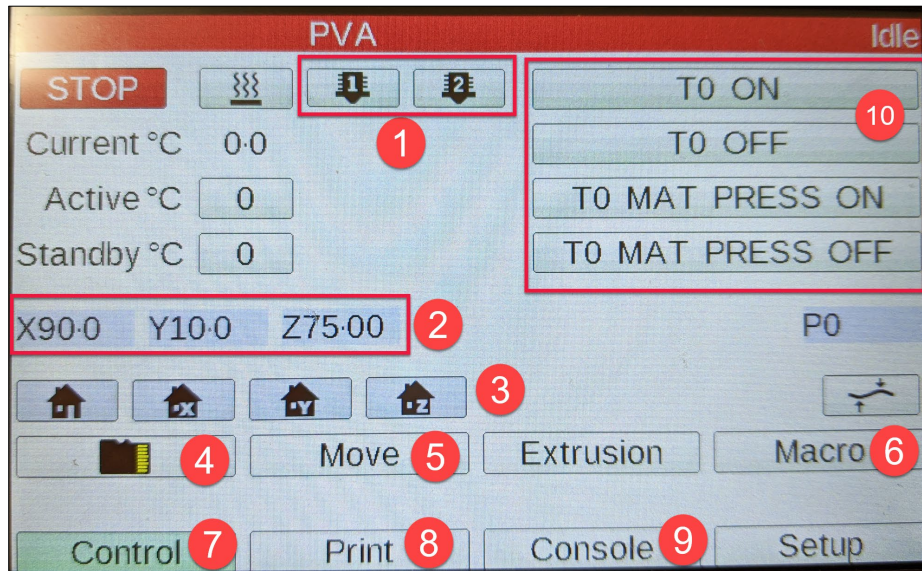 PVA Idle
STOP 1 2 T0 ON
1 10
Current °C 0.0 T0 OFF
Active °C 0 T0 MAT PRESS ON
Standby °C 0 T0 MAT PRESS OFF
X90.0 Y10.0 Z75.00 2 P0
X Y Z 3
4 Move 5 Extrusion Macro 6
Control 7 Print 8 Console 9 Setup